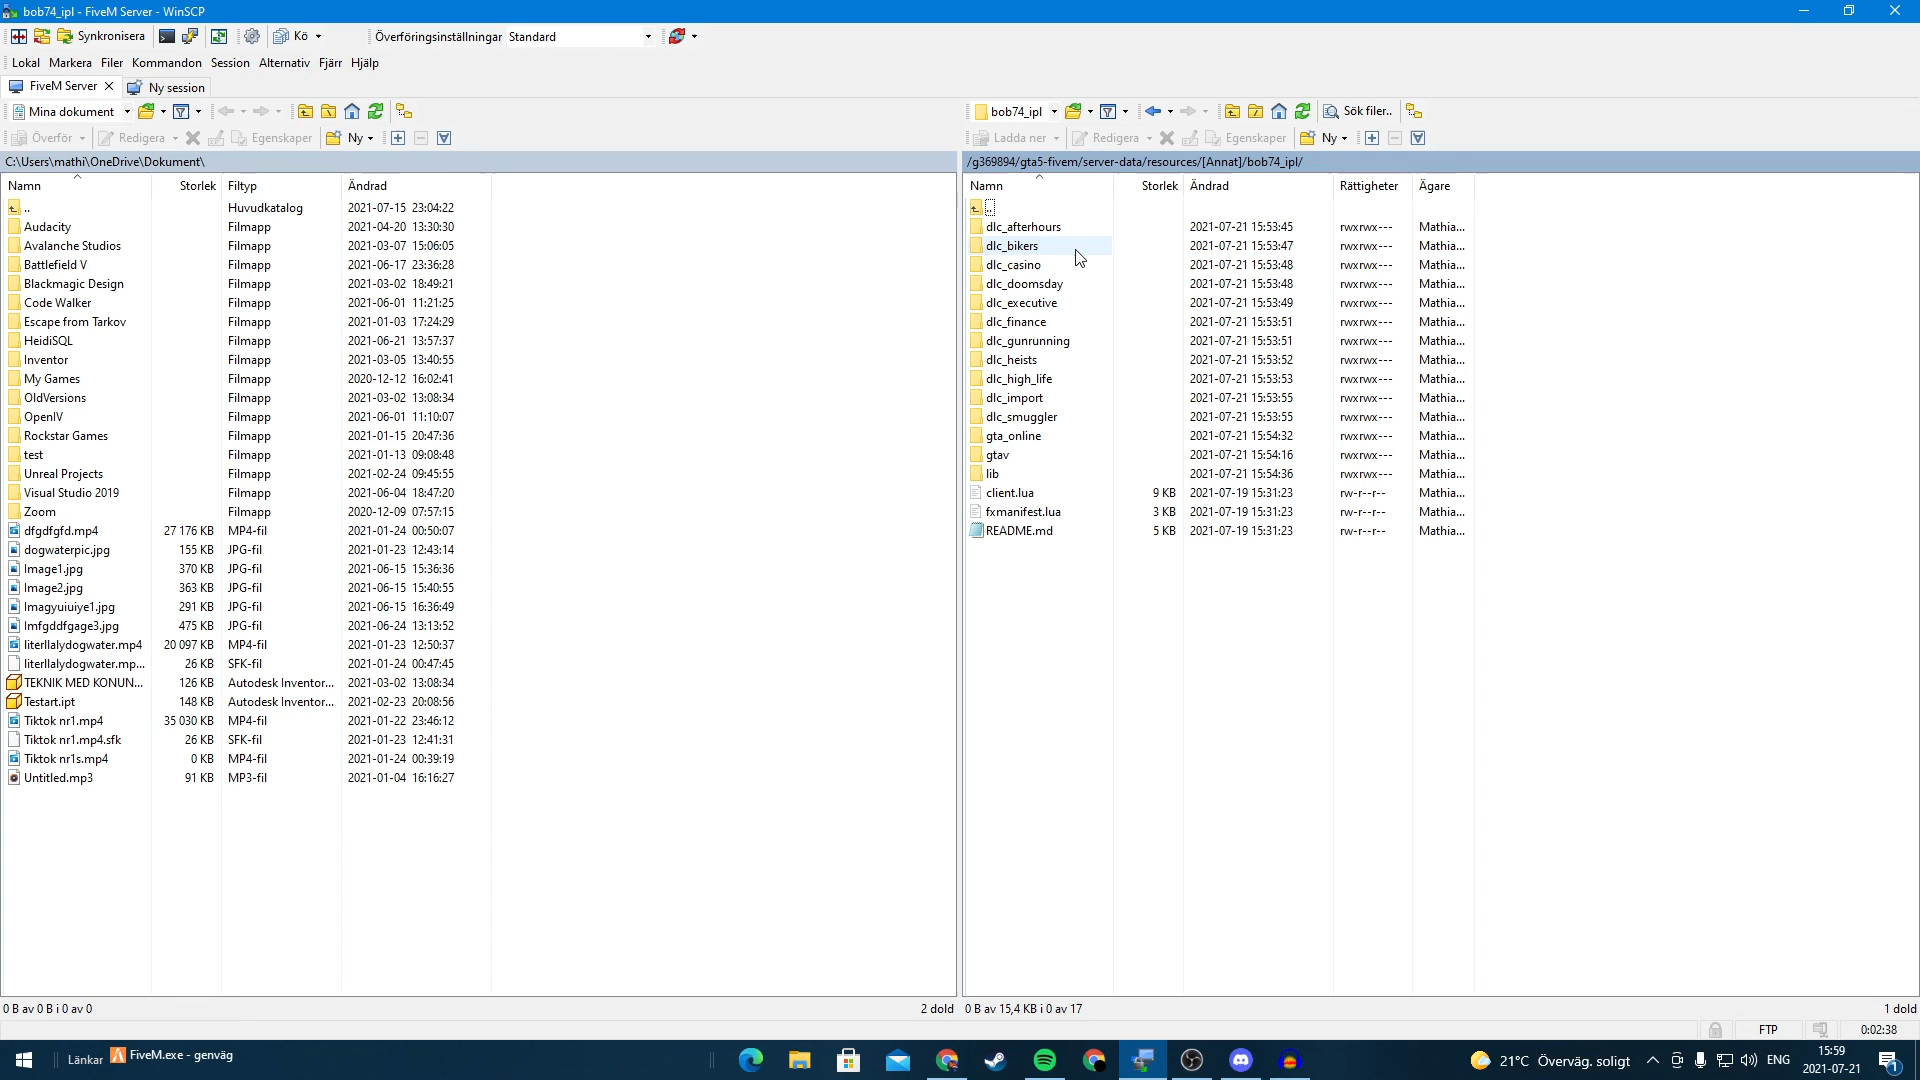 bob74_ipl - FiveM Server - WinSCP
Synkronisera Kö Överföringsinställningar Standard
Lokal Markera Filer Kommandon Session Alternativ Fjärr Hjälp
FiveM Server Ny session
Mina dokument
bob74_ipl Sök filer..
Överför Redigera Egenskaper Ny
Ladda ner Redigera Egenskaper Ny
C:\Users\mathi\OneDrive\Dokument\
Namn Storlek Filtyp Ändrad
.. Huvudkatalog 2021-07-15 23:04:22
Audacity Filmapp 2021-04-20 13:30:30
Avalanche Studios Filmapp 2021-03-07 15:06:05
Battlefield V Filmapp 2021-06-17 23:36:28
Blackmagic Design Filmapp 2021-03-02 18:49:21
Code Walker Filmapp 2021-06-01 11:21:25
Escape from Tarkov Filmapp 2021-01-03 17:24:29
HeidiSQL Filmapp 2021-06-21 13:57:37
Inventor Filmapp 2021-03-05 13:40:55
My Games Filmapp 2020-12-12 16:02:41
OldVersions Filmapp 2021-03-02 13:08:34
OpenIV Filmapp 2021-06-01 11:10:07
Rockstar Games Filmapp 2021-01-15 20:47:36
test Filmapp 2021-01-13 09:08:48
Unreal Projects Filmapp 2021-02-24 09:45:55
Visual Studio 2019 Filmapp 2021-06-04 18:47:20
Zoom Filmapp 2020-12-09 07:57:15
dfgdfgfd.mp4 27 176 KB MP4-fil 2021-01-24 00:50:07
dogwaterpic.jpg 155 KB JPG-fil 2021-01-23 12:43:14
Image1.jpg 370 KB JPG-fil 2021-06-15 15:36:36
Image2.jpg 363 KB JPG-fil 2021-06-15 15:40:55
Imagyuiuiye1.jpg 291 KB JPG-fil 2021-06-15 16:36:49
Imfgddfgage3.jpg 475 KB JPG-fil 2021-06-24 13:13:52
literllalydogwater.mp4 20 097 KB MP4-fil 2021-01-23 12:50:37
literllalydogwater.mp... 26 KB SFK-fil 2021-01-24 00:47:45
TEKNIK MED KONUN... 126 KB Autodesk Inventor... 2021-03-02 13:08:34
Testart.ipt 148 KB Autodesk Inventor... 2021-02-23 20:08:56
Tiktok nr1.mp4 35 030 KB MP4-fil 2021-01-22 23:46:12
Tiktok nr1.mp4.sfk 26 KB SFK-fil 2021-01-23 12:41:31
Tiktok nr1s.mp4 0 KB MP4-fil 2021-01-24 00:39:19
Untitled.mp3 91 KB MP3-fil 2021-01-04 16:16:27
0 B av 0 B i 0 av 0 2 dold
/g369894/gta5-fivem/server-data/resources/[Annat]/bob74_ipl/
Namn Storlek Ändrad Rättigheter Ägare
..
dlc_afterhours 2021-07-21 15:53:45 rwxrwx--- Mathia...
dlc_bikers 2021-07-21 15:53:47 rwxrwx--- Mathia...
dlc_casino 2021-07-21 15:53:48 rwxrwx--- Mathia...
dlc_doomsday 2021-07-21 15:53:48 rwxrwx--- Mathia...
dlc_executive 2021-07-21 15:53:49 rwxrwx--- Mathia...
dlc_finance 2021-07-21 15:53:51 rwxrwx--- Mathia...
dlc_gunrunning 2021-07-21 15:53:51 rwxrwx--- Mathia...
dlc_heists 2021-07-21 15:53:52 rwxrwx--- Mathia...
dlc_high_life 2021-07-21 15:53:53 rwxrwx--- Mathia...
dlc_import 2021-07-21 15:53:55 rwxrwx--- Mathia...
dlc_smuggler 2021-07-21 15:53:55 rwxrwx--- Mathia...
gta_online 2021-07-21 15:54:32 rwxrwx--- Mathia...
gtav 2021-07-21 15:54:16 rwxrwx--- Mathia...
lib 2021-07-21 15:54:36 rwxrwx--- Mathia...
client.lua 9 KB 2021-07-19 15:31:23 rw-r--r-- Mathia...
fxmanifest.lua 3 KB 2021-07-19 15:31:23 rw-r--r-- Mathia...
README.md 5 KB 2021-07-19 15:31:23 rw-r--r-- Mathia...
0 B av 15,4 KB i 0 av 17 1 dold
FTP 0:02:38
Länkar FiveM.exe - genväg 21°C Överväg. soligt ENG 15:59
2021-07-21
1